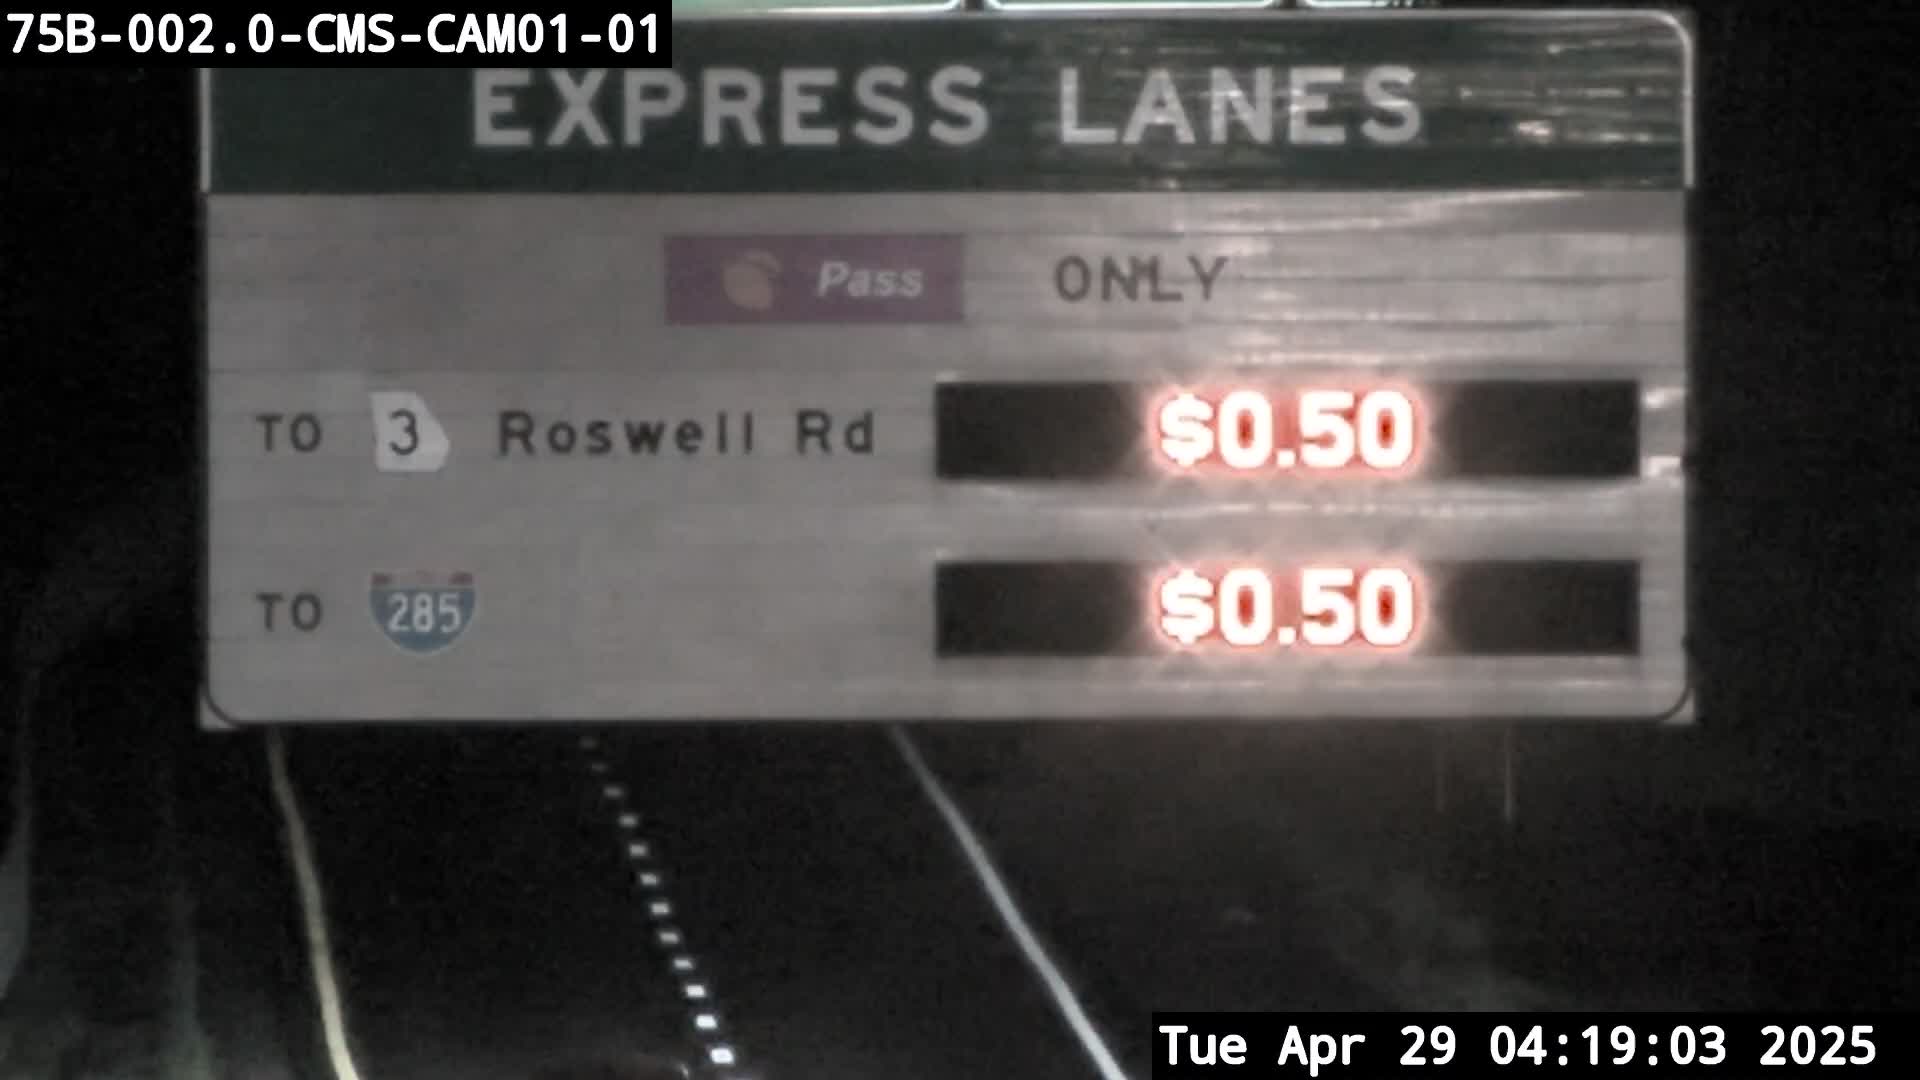 75B-002.0-CMS-CAM01-01
EXPRESS LANES
Pass ONLY
TO 3 Roswell Rd $0.50
TO 285 $0.50
Tue Apr 29 04:19:03 2025